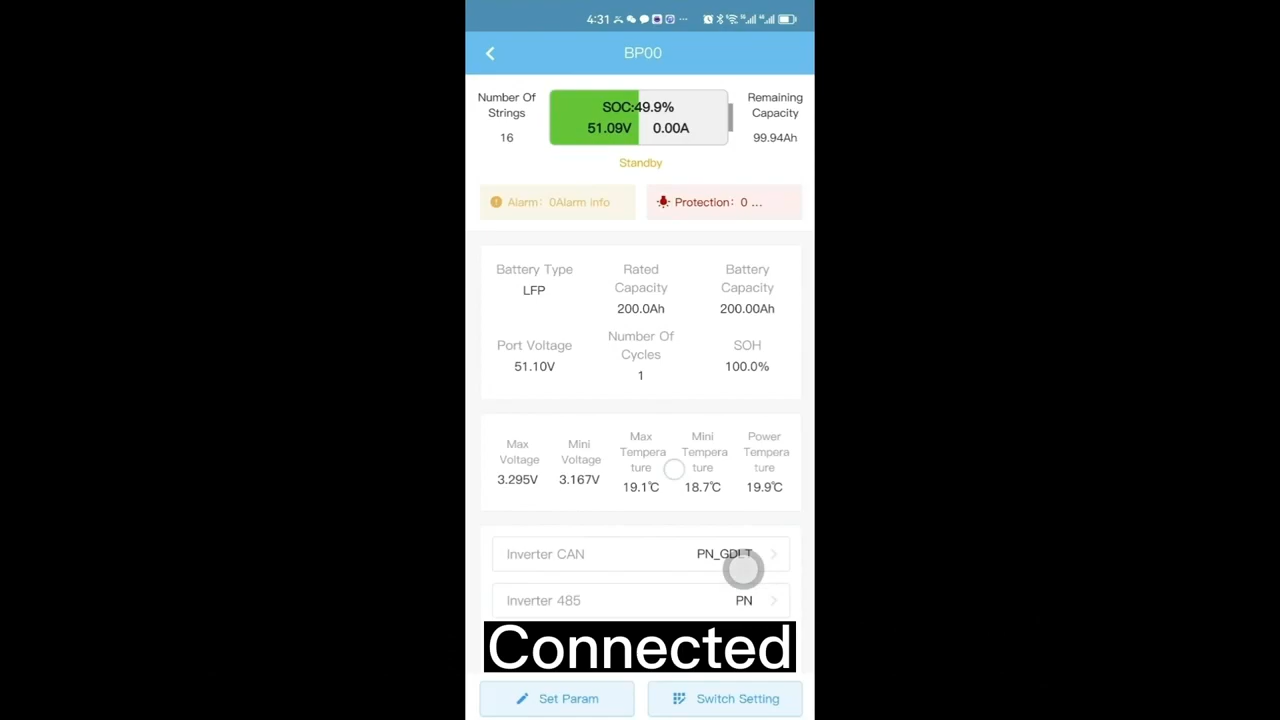 4:31
BP00
Number Of
Strings
16
SOC:49.9%
51.09V 0.00A
Remaining
Capacity
99.94Ah
Standby
Alarm: 0Alarm info
Protection: 0 ...
Battery Type
LFP
Rated
Capacity
200.0Ah
Battery
Capacity
200.00Ah
Port Voltage
51.10V
Number Of
Cycles
1
SOH
100.0%
Max
Voltage
3.295V
Mini
Voltage
3.167V
Max
Tempera
ture
19.1℃
Mini
Tempera
ture
18.7℃
Power
Tempera
ture
19.9℃
Inverter CAN PN_GDLT
Inverter 485 PN
Connected
Set Param
Switch Setting